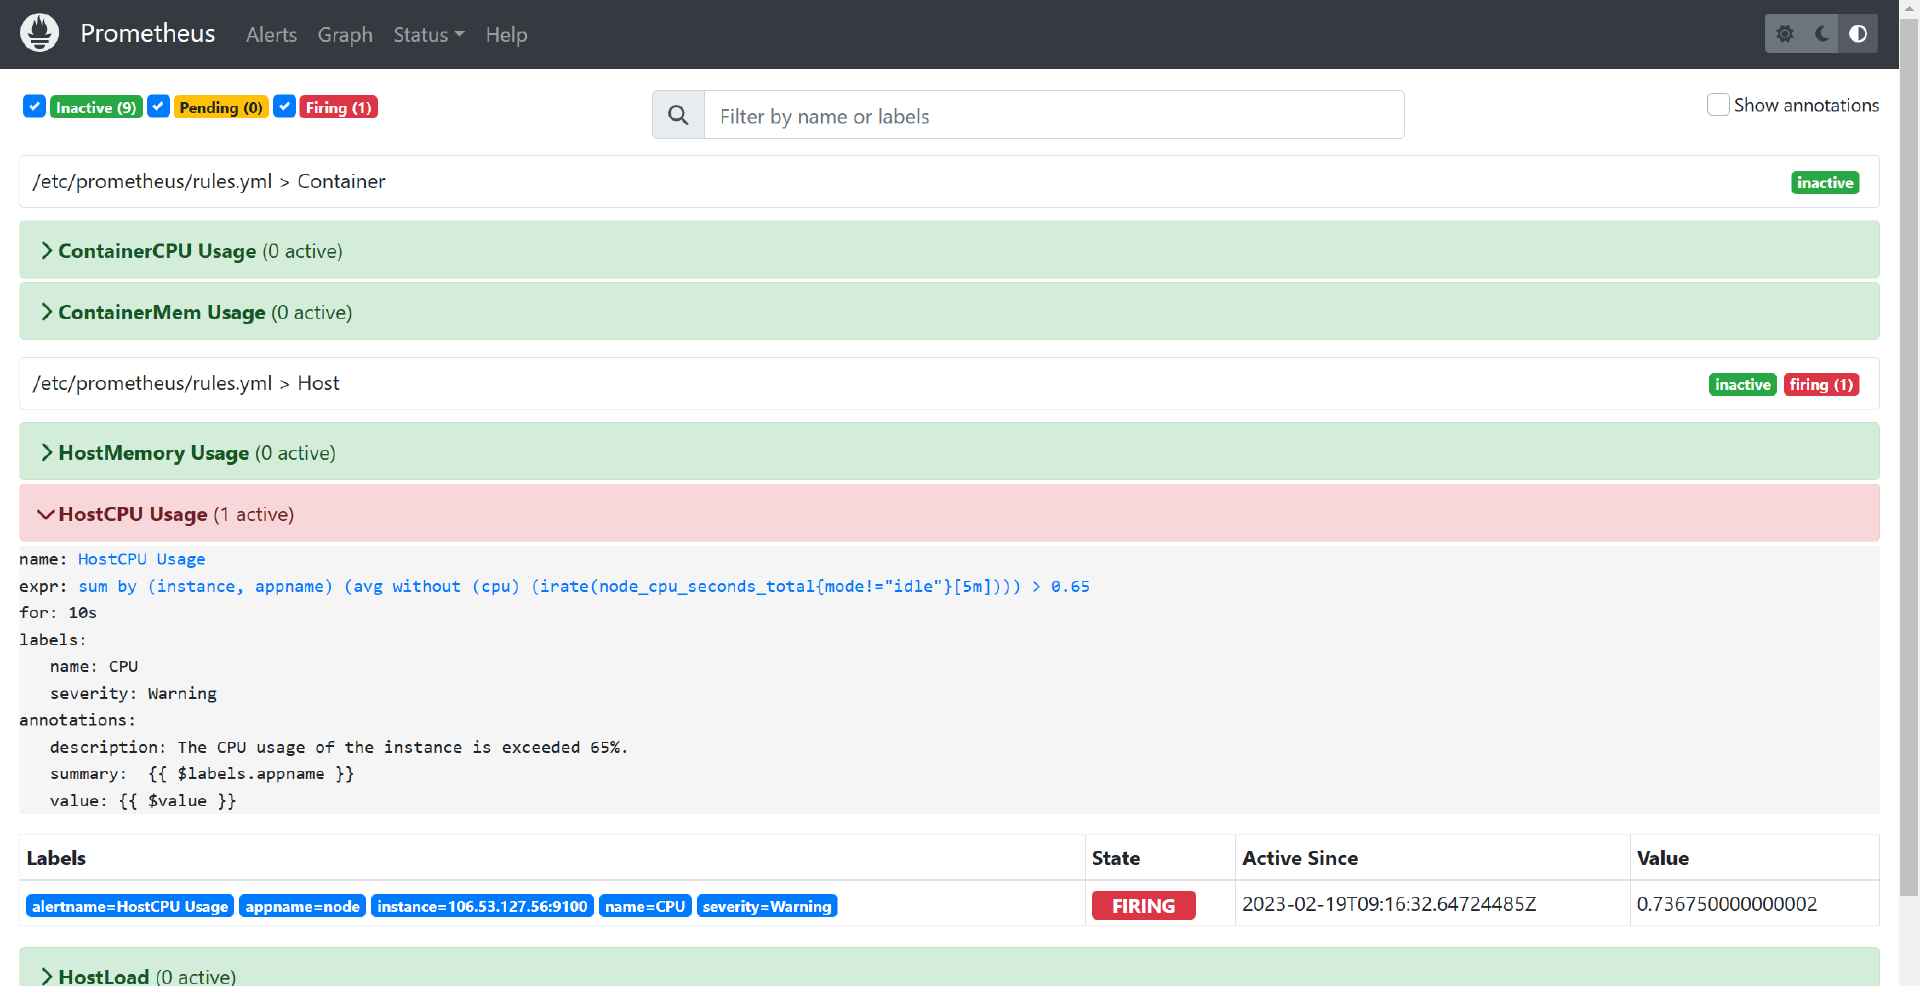 Prometheus Alerts Graph Status Help
Inactive (9) Pending (0) Firing (1) Filter by name or labels Show annotations
/etc/prometheus/rules.yml > Container inactive
ContainerCPU Usage (0 active)
ContainerMem Usage (0 active)
/etc/prometheus/rules.yml > Host inactive firing (1)
HostMemory Usage (0 active)
HostCPU Usage (1 active)
name: HostCPU Usage
expr: sum by (instance, appname) (avg without (cpu) (irate(node_cpu_seconds_total{mode!="idle"}[5m]))) > 0.65
for: 10s
labels:
name: CPU
severity: Warning
annotations:
description: The CPU usage of the instance is exceeded 65%.
summary:  {{ $labels.appname }}
value: {{ $value }}
Labels State Active Since Value
alertname=HostCPU Usage appname=node instance=106.53.127.56:9100 name=CPU severity=Warning FIRING 2023-02-19T09:16:32.64724485Z 0.736750000000002
HostLoad (0 active)